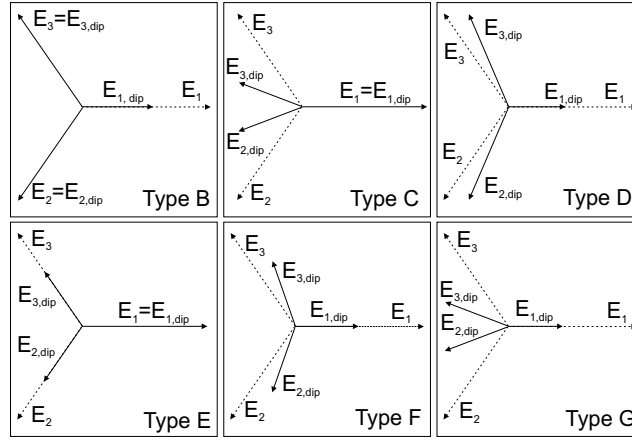 E3=E3,dip
E1, dip E1
E2=E2,dip
Type B
E3
E3,dip
E1=E1,dip
E2,dip
E2
Type C
E3,dip
E3
E1,dip E1
E2
E2,dip
Type D
E3
E3,dip
E1=E1,dip
E2,dip
E2
Type E
E3
E3,dip
E1,dip E1
E2,dip
E2
Type F
E3
E3,dip
E1,dip E1
E2,dip
E2
Type G